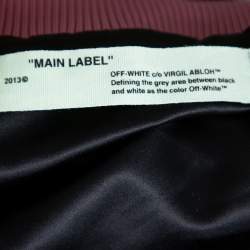 "MAIN LABEL"
2013©
OFF-WHITE c/o VIRGIL ABLOH™
Defining the grey area between black
and white as the color Off-White™